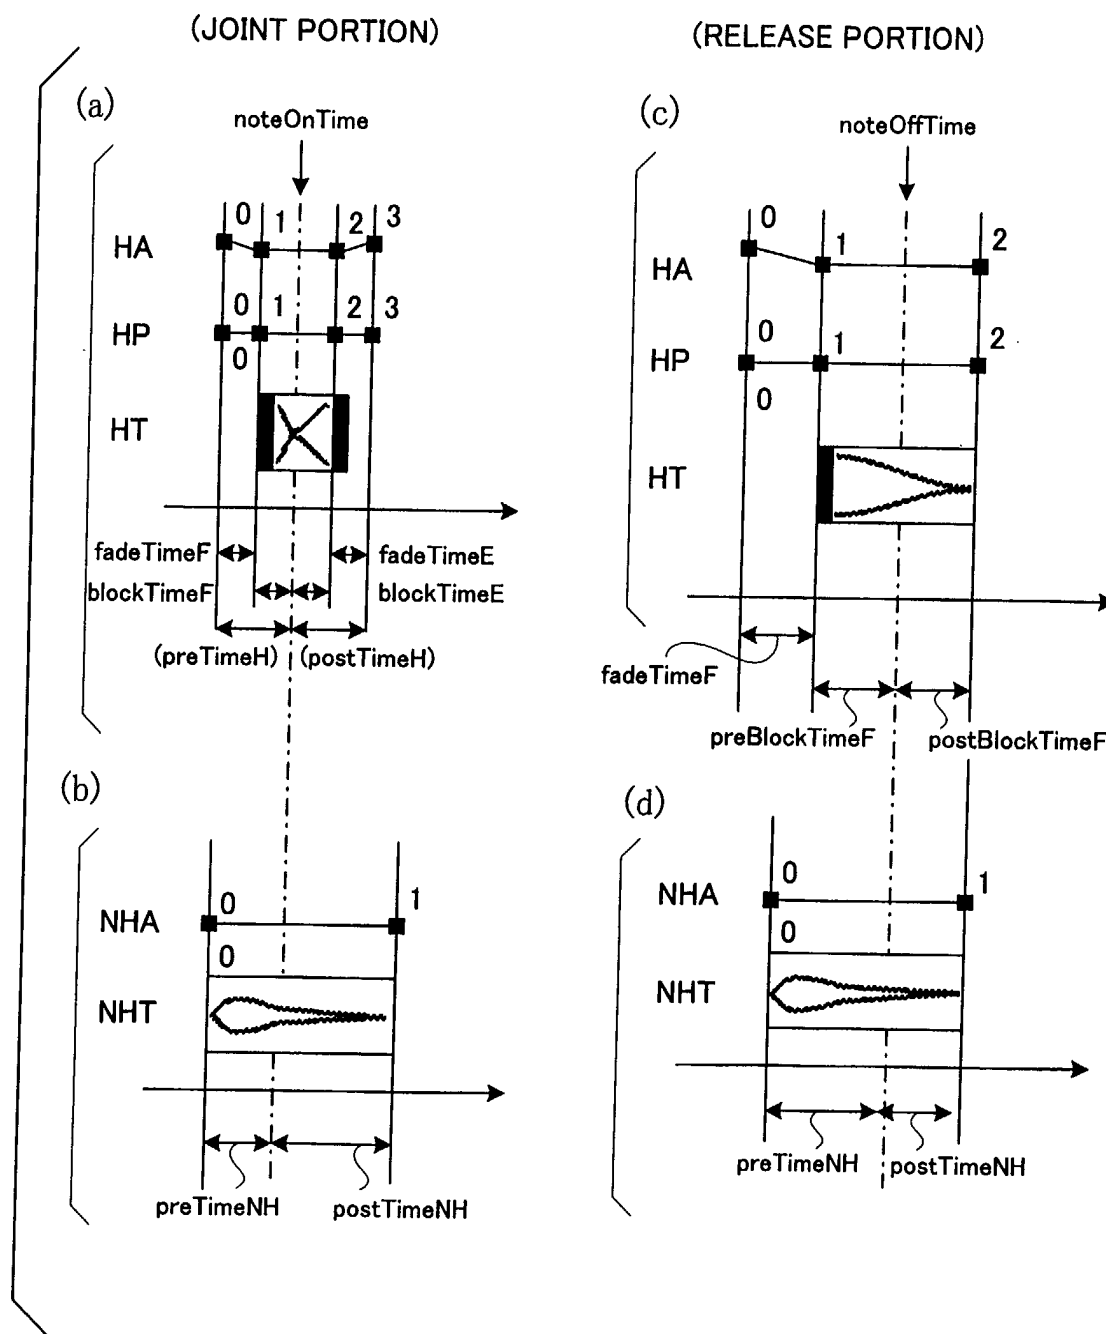 (JOINT PORTION)
(a)
noteOnTime
0 1 2 3
HA
0 1 2 3
HP
0
HT
fadeTimeF
fadeTimeE
blockTimeF
blockTimeE
(preTimeH)
(postTimeH)
(b)
0 1
NHA
0
NHT
preTimeNH
postTimeNH
(RELEASE PORTION)
(c)
noteOffTime
0 1 2
HA
0 1 2
HP
0
HT
fadeTimeF
preBlockTimeF
postBlockTimeF
(d)
0 1
NHA
0
NHT
preTimeNH
postTimeNH